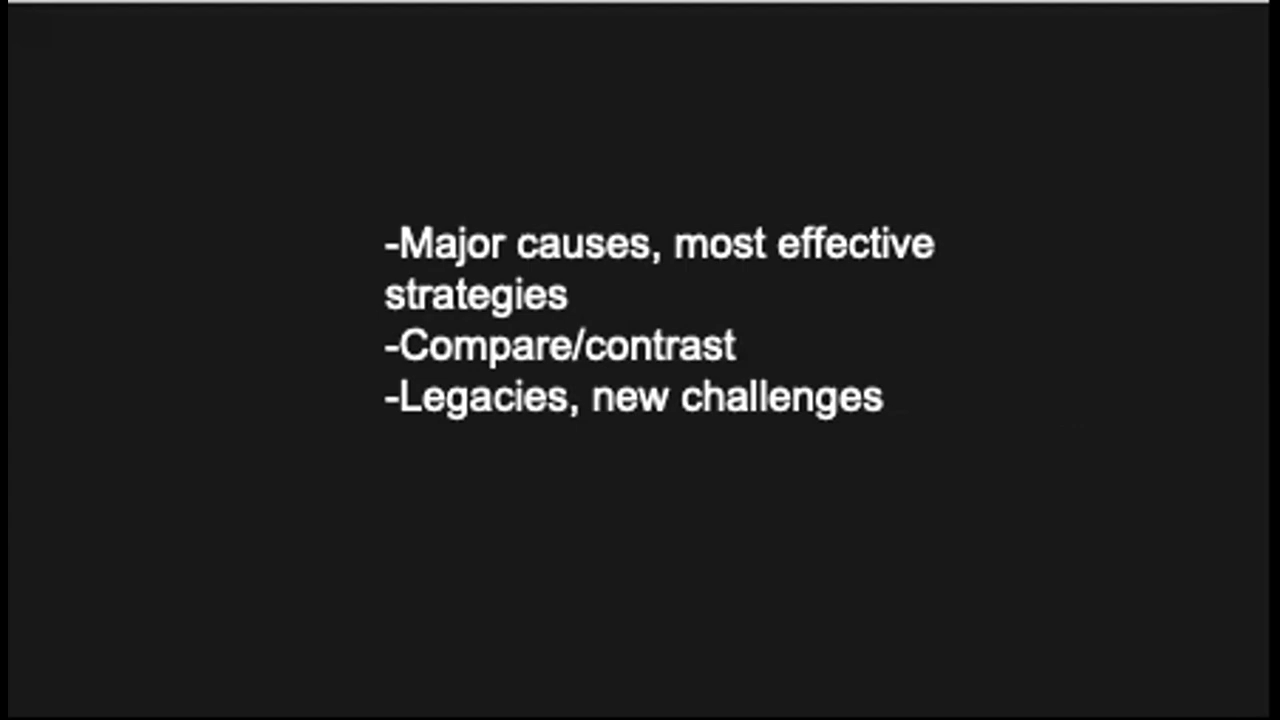 -Major causes, most effective
strategies
-Compare/contrast
-Legacies, new challenges